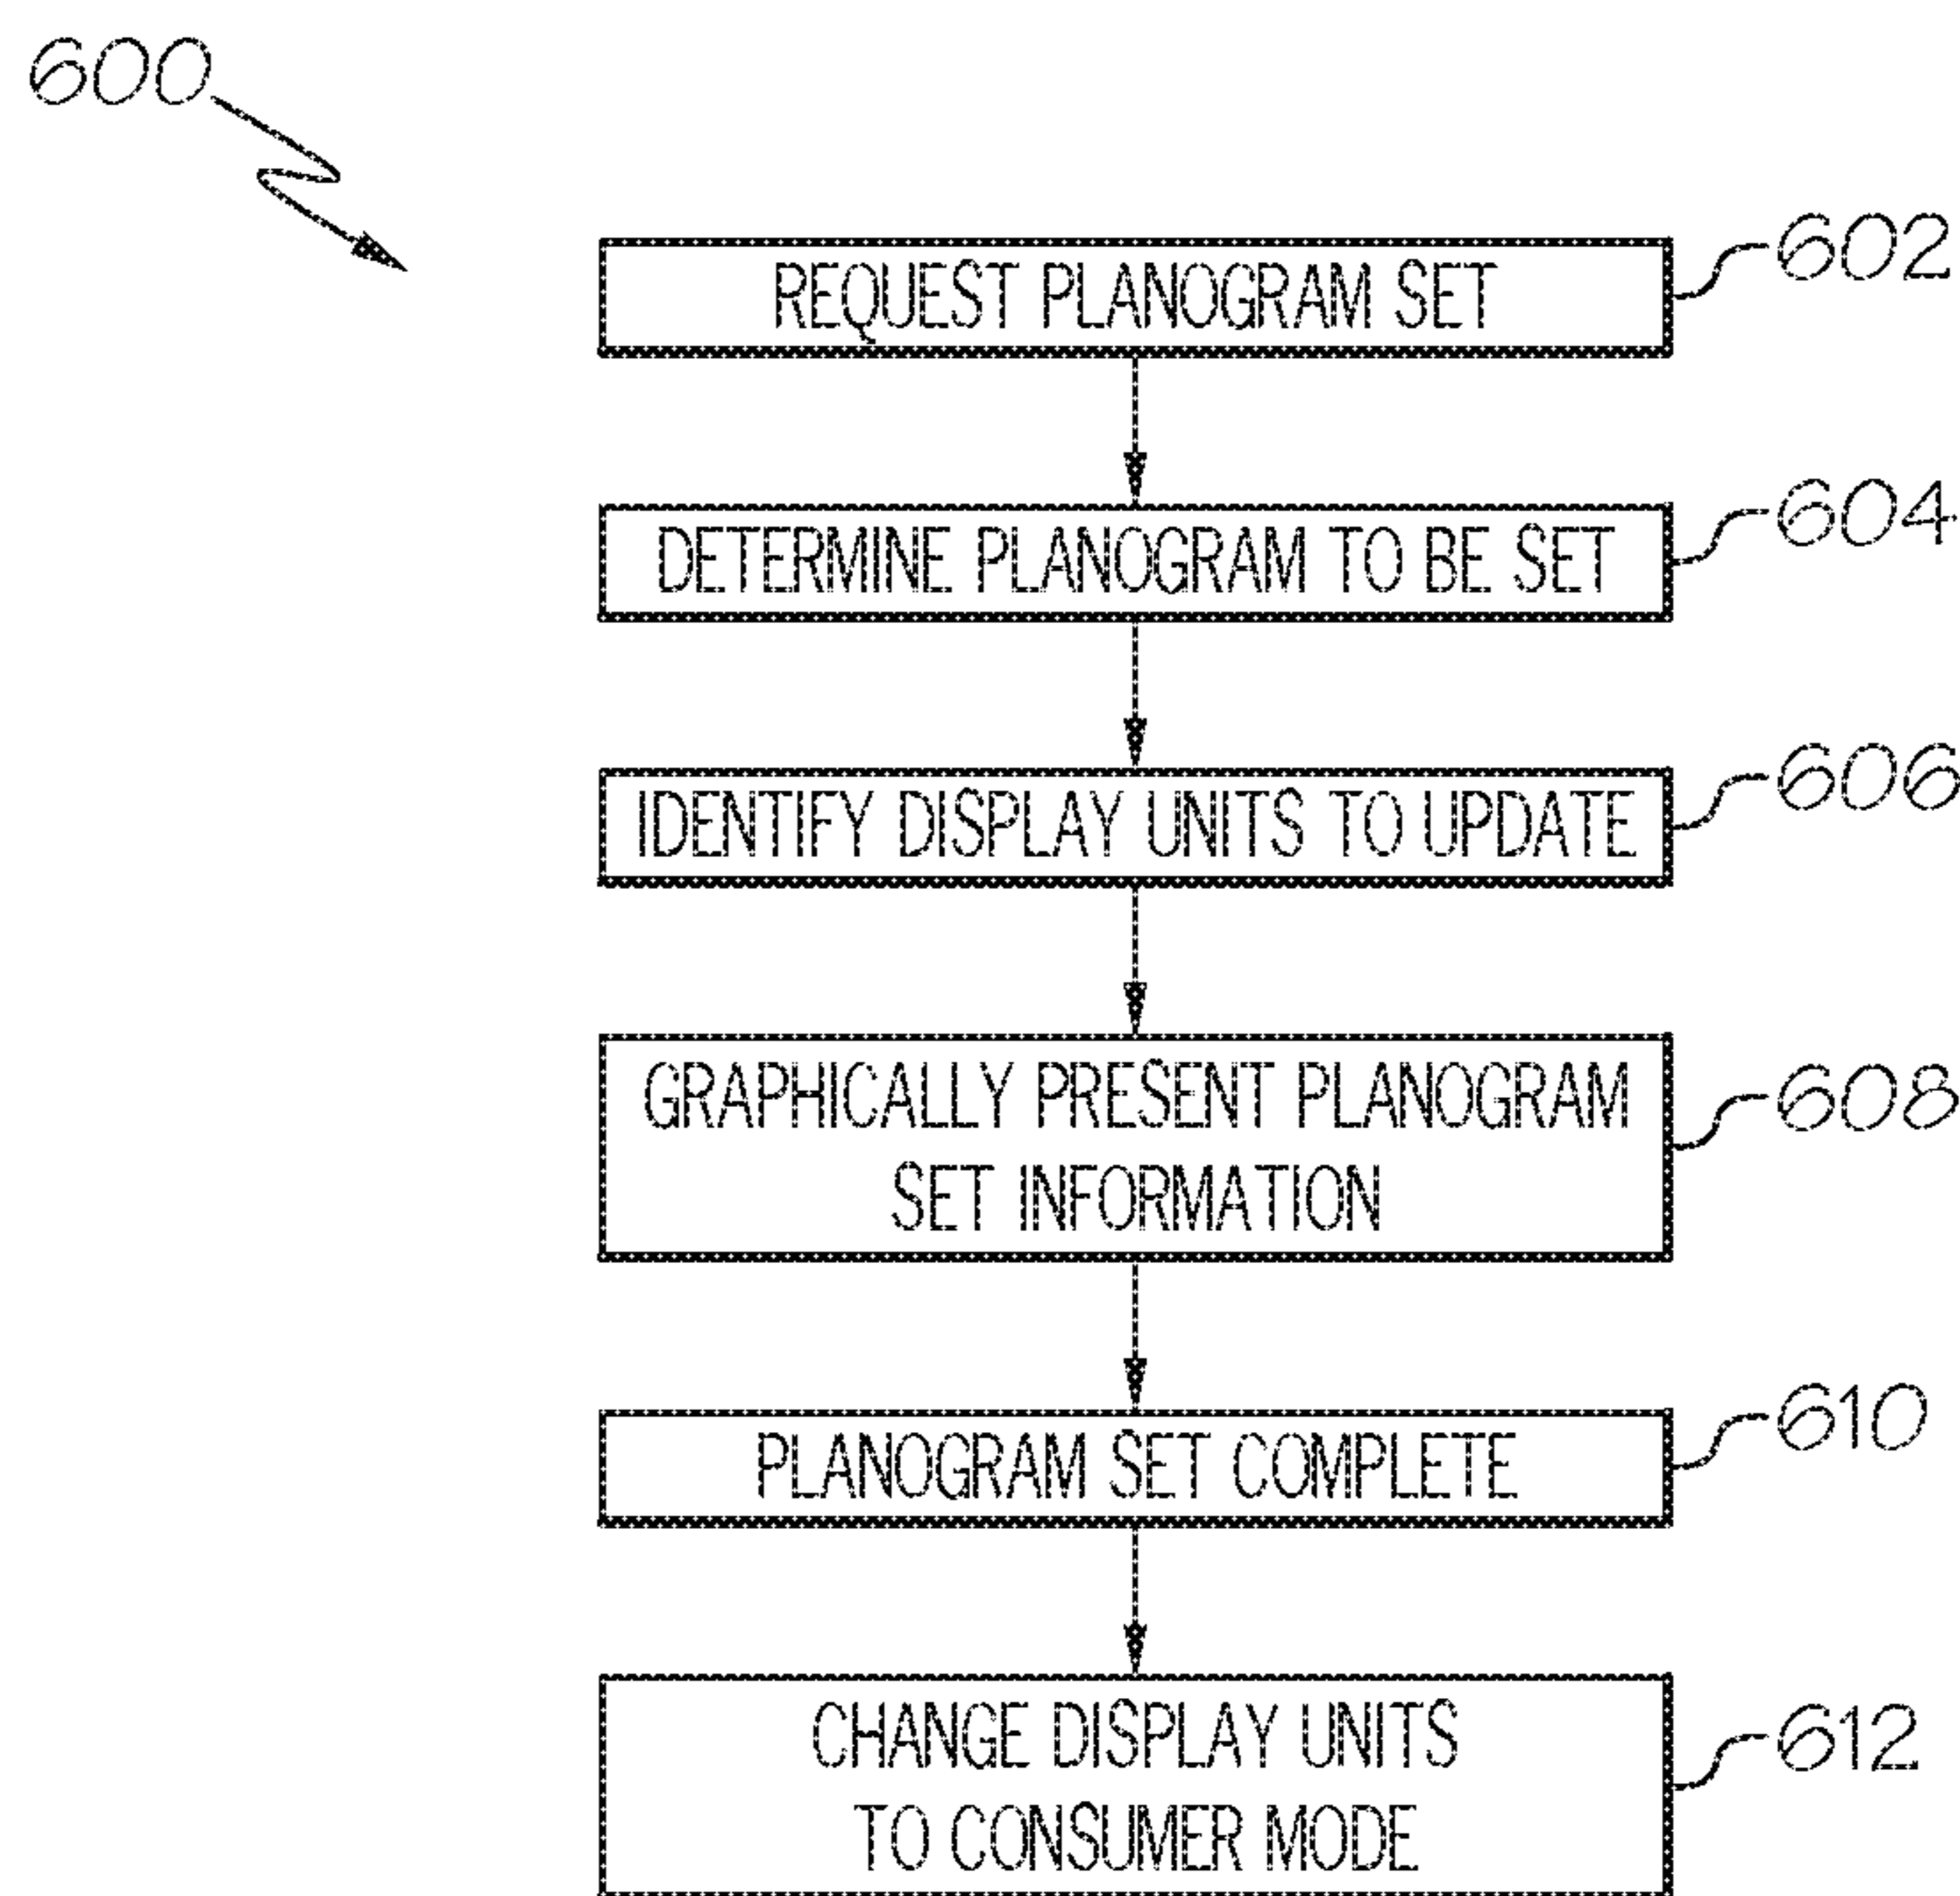 600
REQUEST PLANOGRAM SET
602
DETERMINE PLANOGRAM TO BE SET
604
IDENTIFY DISPLAY UNITS TO UPDATE
606
GRAPHICALLY PRESENT PLANOGRAM
SET INFORMATION
608
PLANOGRAM SET COMPLETE
610
CHANGE DISPLAY UNITS
TO CONSUMER MODE
612